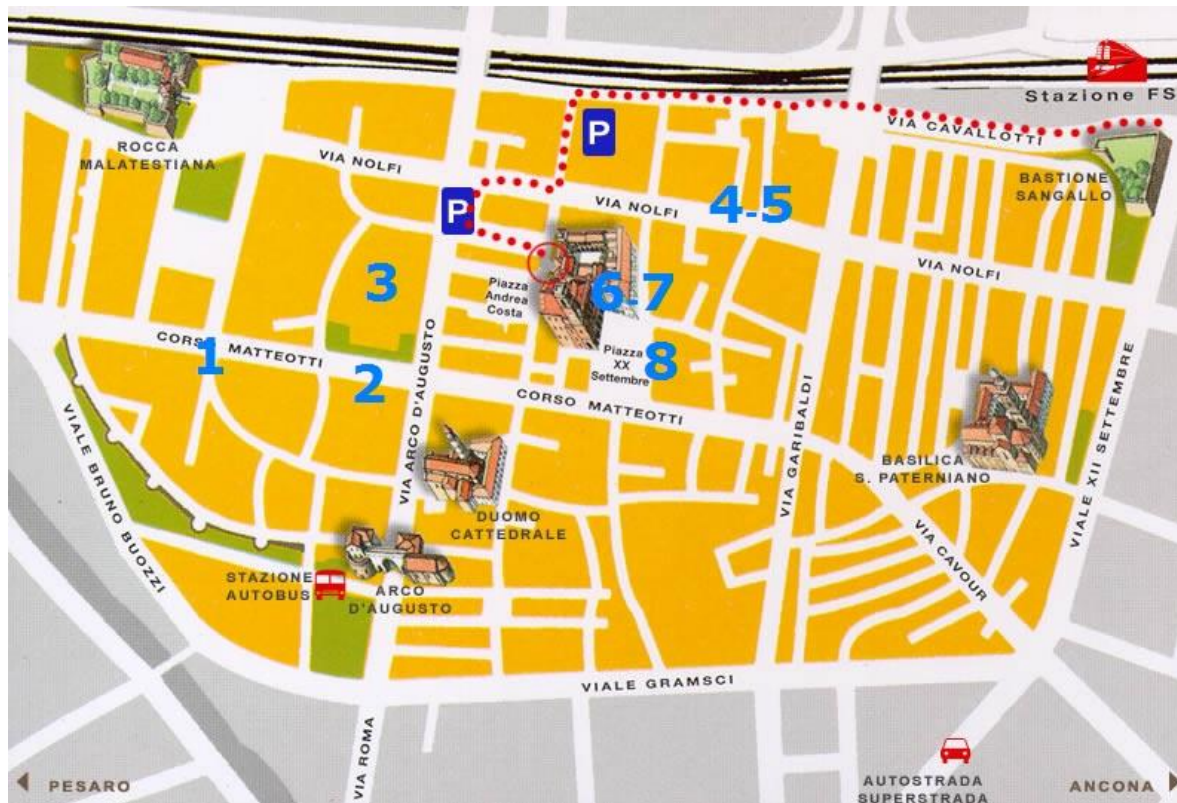 Stazione FS
VIA CAVALLOTTI
P
ROCCA
MALATESTIANA
VIA NOLFI
BASTIONE
SANGALLO
P
VIA NOLFI
4-5
VIA NOLFI
3
Piazza
Andrea
Costa
6-7
CORSO MATTEOTTI
1
2
VIA ARCO D'AUGUSTO
Piazza
XX
Settembre
8
CORSO MATTEOTTI
VIA GARIBALDI
VIALE XII SETTEMBRE
VIALE BRUNO BUOZZI
BASILICA
S. PATERNIANO
DUOMO
CATTEDRALE
VIA CAVOUR
STAZIONE
AUTOBUS
ARCO
D'AUGUSTO
VIALE GRAMSCI
VIA ROMA
PESARO
AUTOSTRADA
SUPERSTRADA
ANCONA